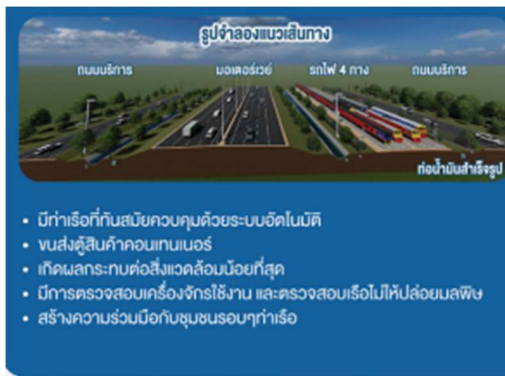 รูปจำลองแนวเส้นทาง
ถนนบริการ มอเตอร์เวย์ รถไฟ 4 ทาง ถนนบริการ
ท่อน้ำมันสำเร็จรูป
• มีท่าเรือที่ทันสมัยควบคุมด้วยระบบอัตโนมัติ
• ขนส่งตู้สินค้าคอนเทนเนอร์
• เกิดผลกระทบต่อสิ่งแวดล้อมน้อยที่สุด
• มีการตรวจสอบเครื่องจักรใช้งาน และตรวจสอบเรือไม่ให้ปล่อยมลพิษ
• สร้างความร่วมมือกับชุมชนรอบๆท่าเรือ